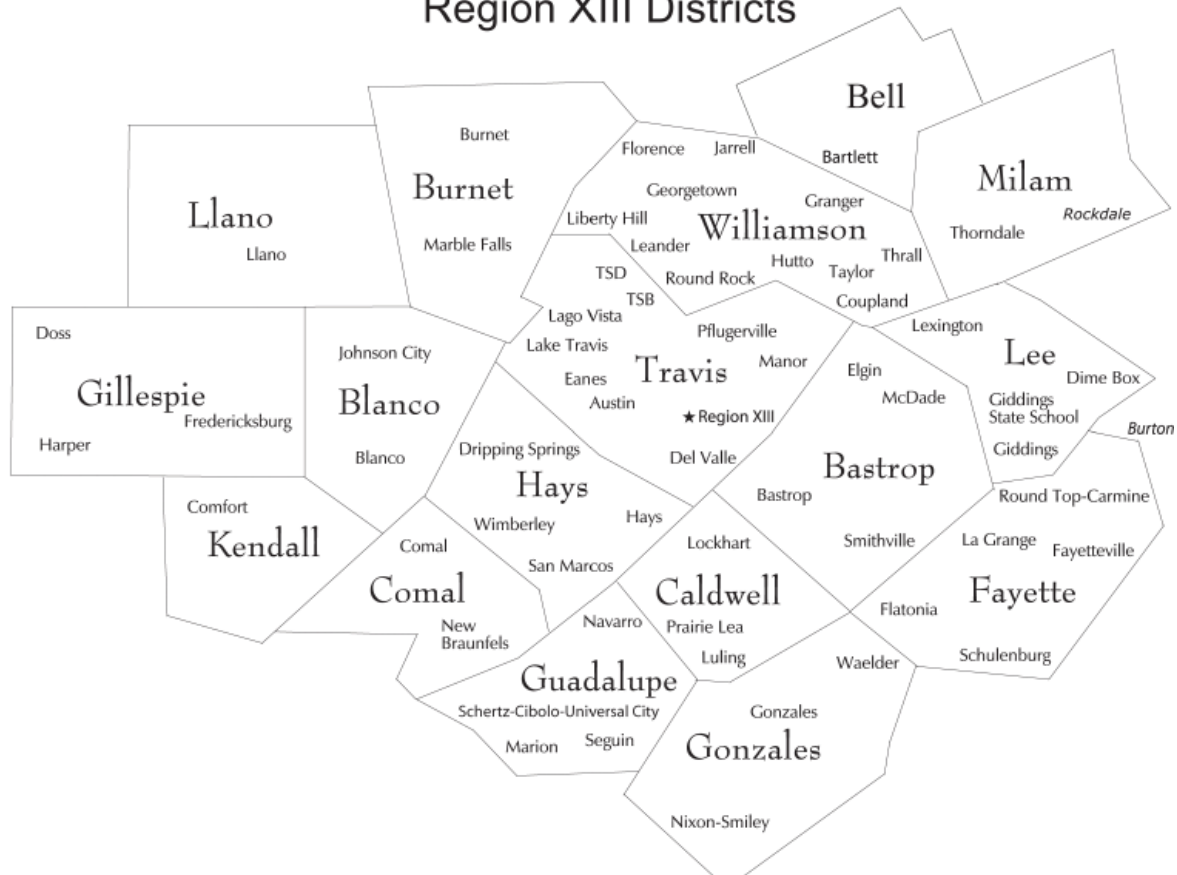 Region XIII Districts
Bell
Burnet
Florence
Jarrell
Bartlett
Burnet
Milam
Georgetown
Granger
Llano
Rockdale
Liberty Hill
Williamson
Thorndale
Marble Falls
Leander
Llano
Hutto
Thrall
TSD
Round Rock
Taylor
TSB
Coupland
Lago Vista
Lexington
Doss
Pflugerville
Johnson City
Lake Travis
Lee
Manor
Travis
Elgin
Dime Box
Eanes
Gillespie
Blanco
Austin
McDade
Giddings
State School
★ Region XIII
Fredericksburg
Burton
Harper
Dripping Springs
Giddings
Blanco
Del Valle
Bastrop
Hays
Bastrop
Round Top-Carmine
Comfort
Wimberley
Hays
Kendall
Comal
Lockhart
Smithville
La Grange
Fayetteville
San Marcos
Comal
Caldwell
Fayette
Flatonia
New
Braunfels
Navarro
Prairie Lea
Luling
Waelder
Schulenburg
Guadalupe
Schertz-Cibolo-Universal City
Gonzales
Marion
Seguin
Gonzales
Nixon-Smiley